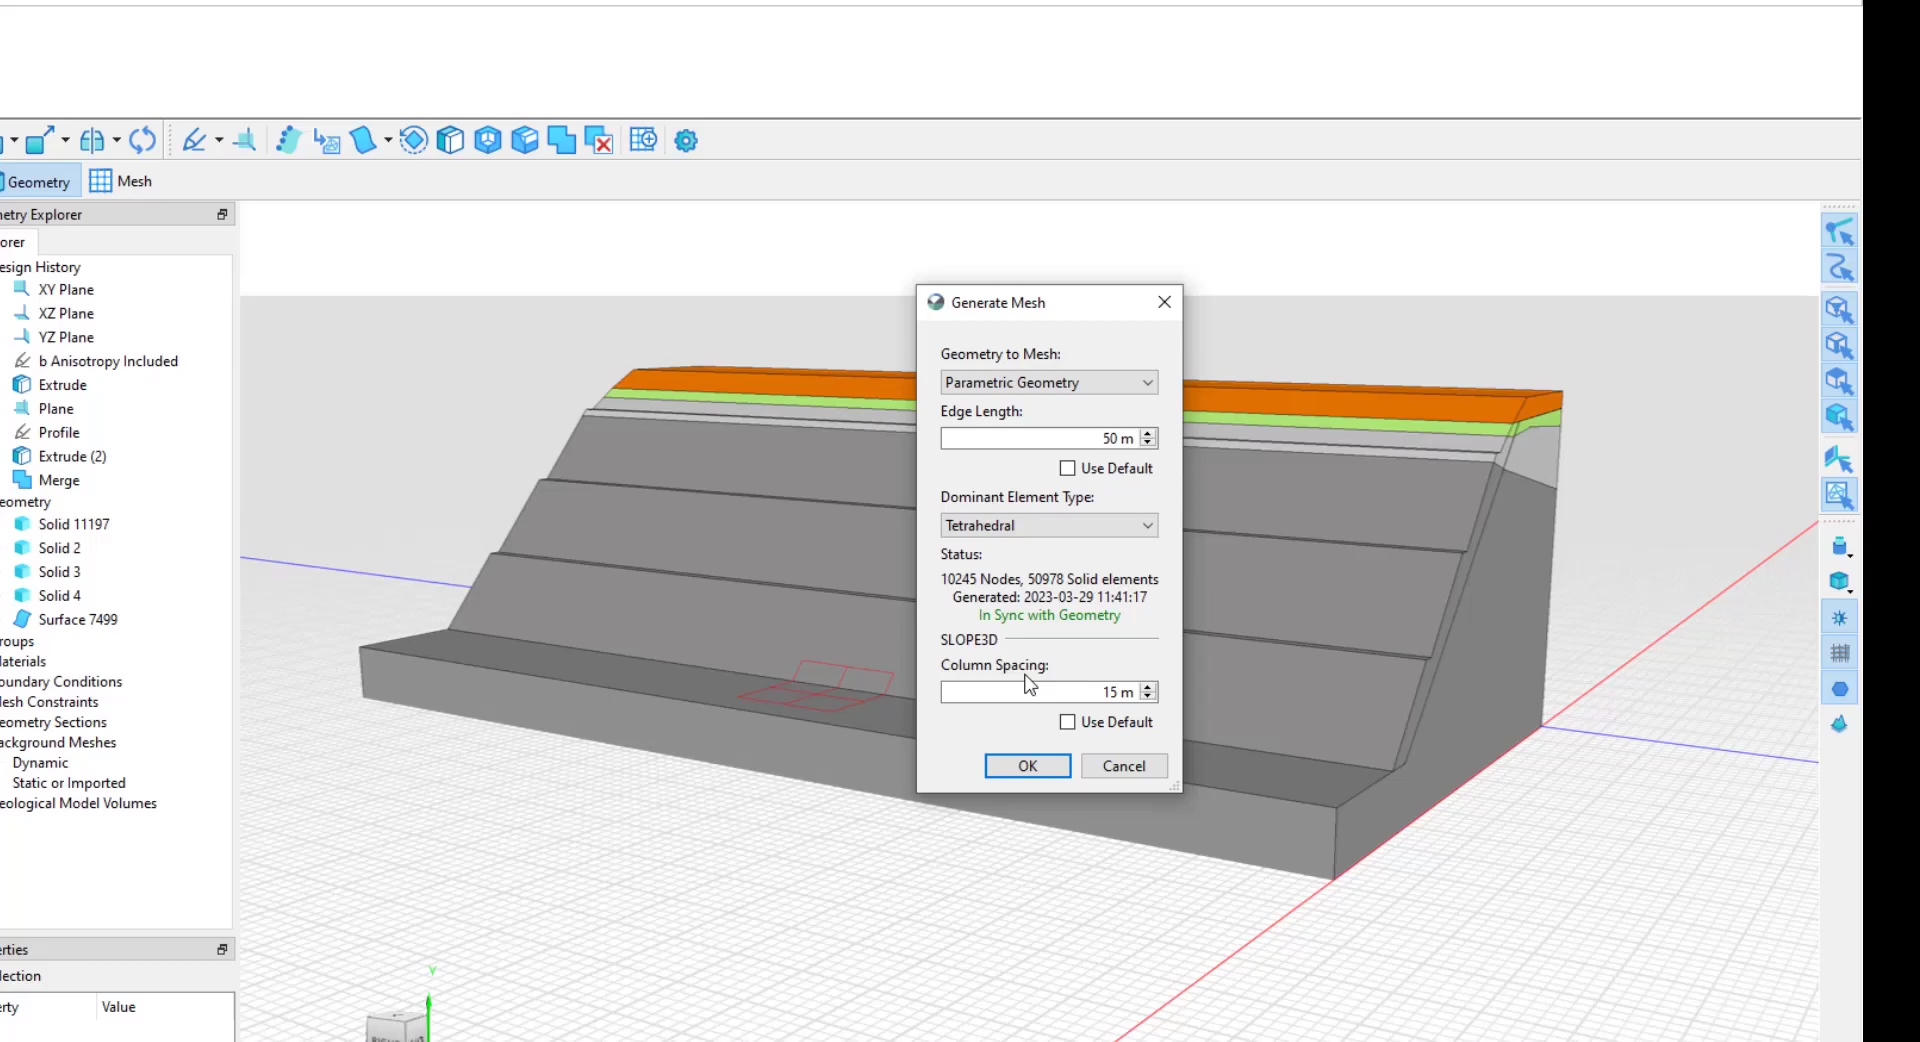 Geometry
Mesh
etry Explorer
orer
esign History
XY Plane
XZ Plane
YZ Plane
b Anisotropy Included
Extrude
Plane
Profile
Extrude (2)
Merge
eometry
Solid 11197
Solid 2
Solid 3
Solid 4
Surface 7499
roups
aterials
oundary Conditions
esh Constraints
eometry Sections
ackground Meshes
Dynamic
Static or Imported
eological Model Volumes
erties
lection
erty
Value
Generate Mesh
Geometry to Mesh:
Parametric Geometry
Edge Length:
50 m
Use Default
Dominant Element Type:
Tetrahedral
Status:
10245 Nodes, 50978 Solid elements
Generated: 2023-03-29 11:41:17
In Sync with Geometry
SLOPE3D
Column Spacing:
15 m
Use Default
OK
Cancel
Y